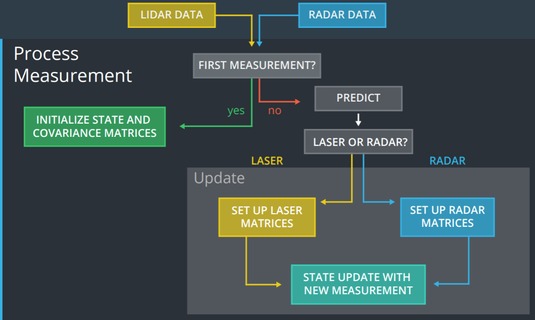 LIDAR DATA
RADAR DATA
Process
Measurement
FIRST MEASUREMENT?
yes
no
PREDICT
INITIALIZE STATE AND
COVARIANCE MATRICES
LASER OR RADAR?
LASER
RADAR
Update
SET UP LASER
MATRICES
SET UP RADAR
MATRICES
STATE UPDATE WITH
NEW MEASUREMENT